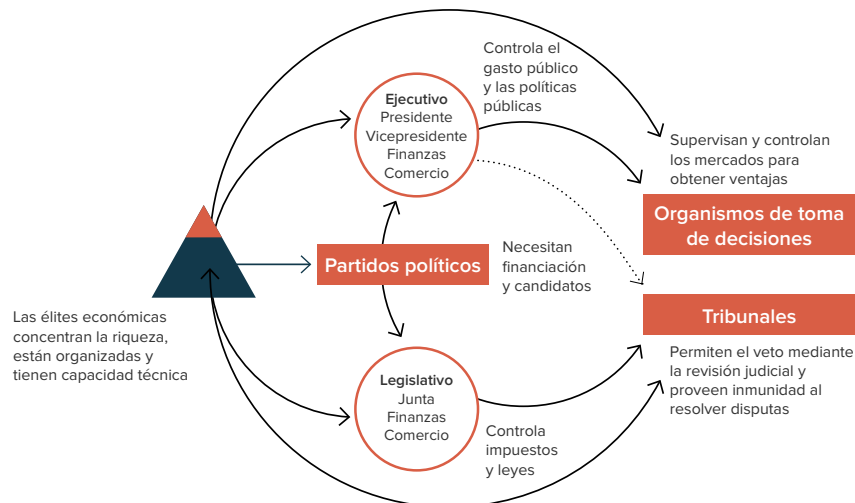 Controla el
gasto público
y las políticas
públicas
Ejecutivo
Presidente
Vicepresidente
Finanzas
Comercio
Supervisan y controlan
los mercados para
obtener ventajas
Organismos de toma
de decisiones
Partidos políticos
Necesitan
financiación
y candidatos
Las élites económicas
concentran la riqueza,
están organizadas y
tienen capacidad técnica
Tribunales
Permiten el veto mediante
la revisión judicial y
proveen inmunidad al
resolver disputas
Legislativo
Junta
Finanzas
Comercio
Controla
impuestos
y leyes